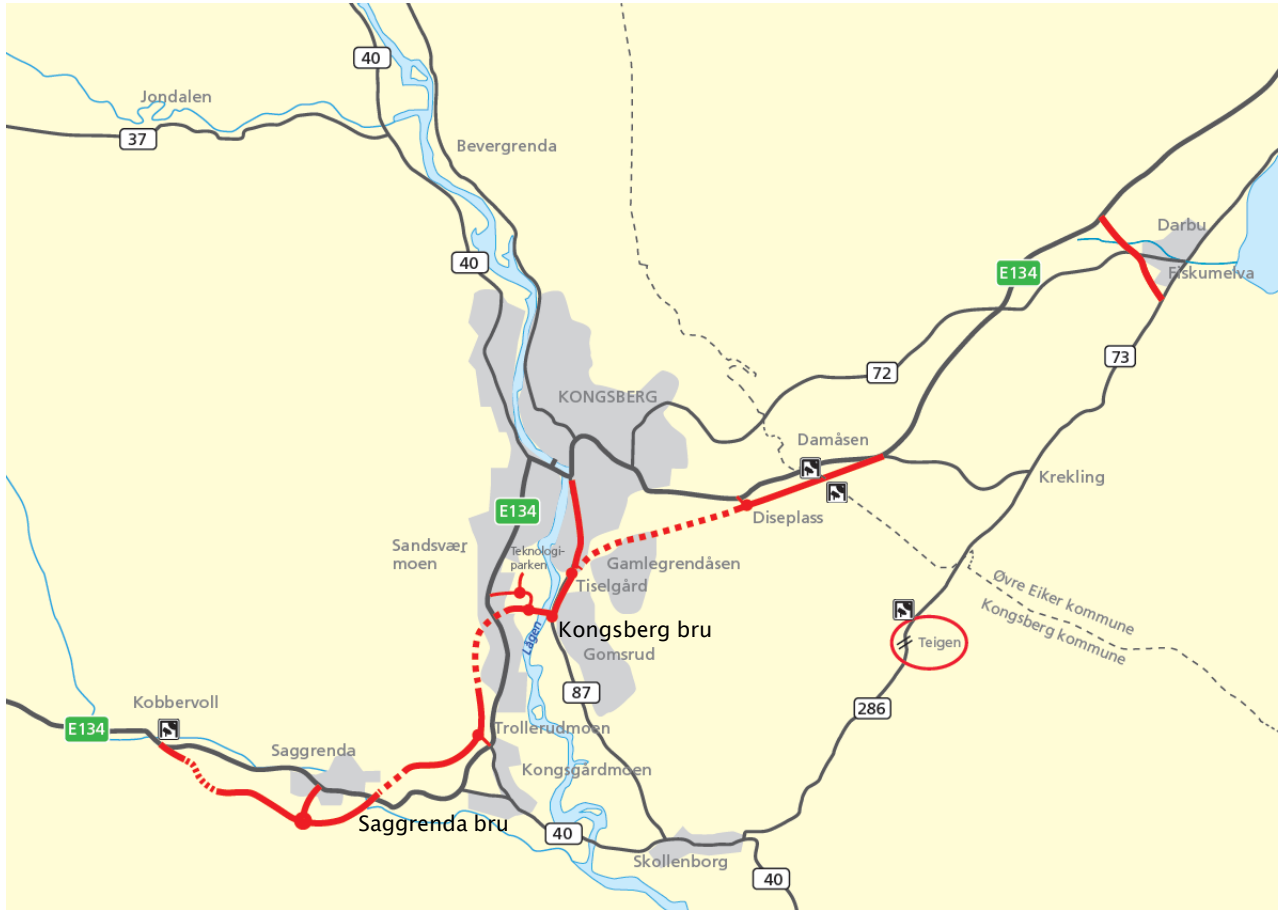 40
Jondalen
37
Bevergrenda
Darbu
40
E134
Fiskumelva
73
72
KONGSBERG
Damåsen
Krekling
E134
Diseplass
Sandsvær
moen
Teknologi-
parken
Gamlegrendåsen
Tiselgård
Øvre Eiker kommune
Kongsberg kommune
Lågen
Kongsberg bru
Teigen
Gomsrud
87
286
Kobbervoll
E134
Trollerudmoen
Saggrenda
Kongsgårdmoen
Saggrenda bru
40
Skollenborg
40